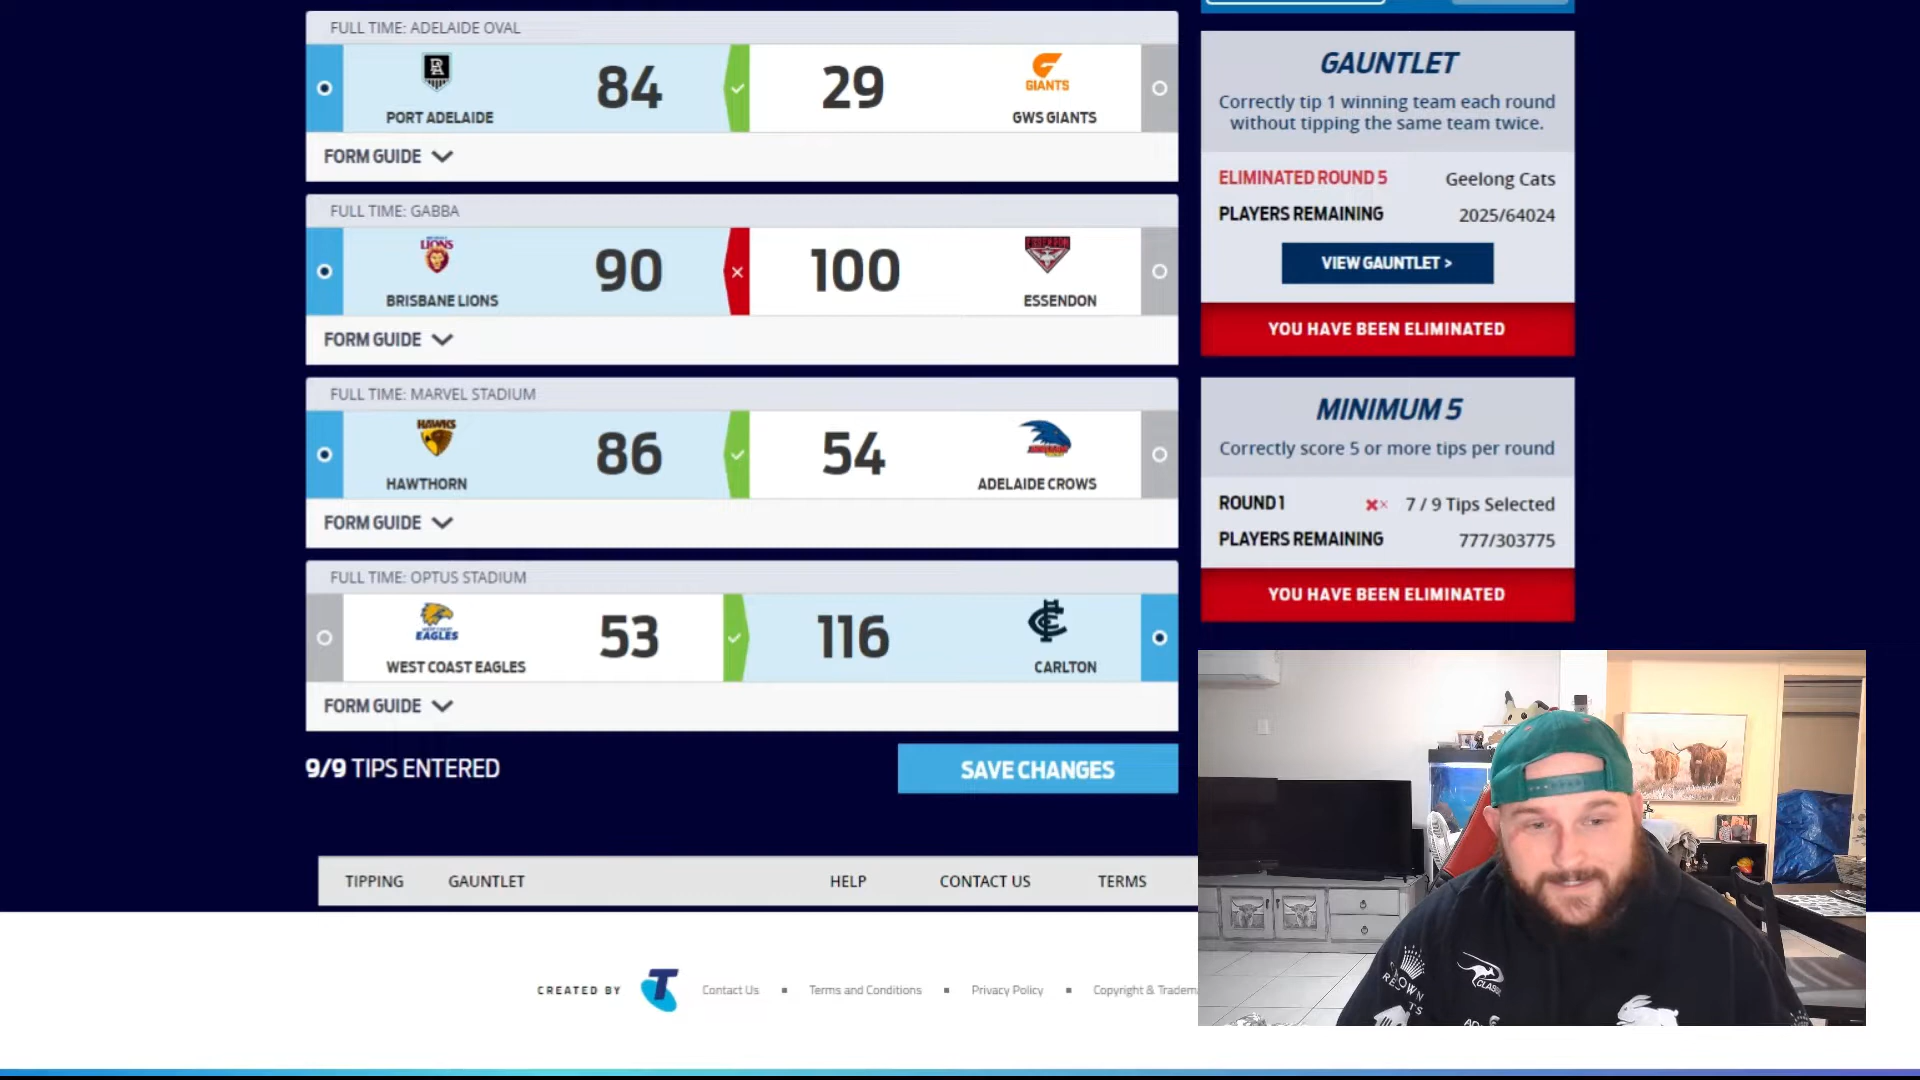 FULL TIME: ADELAIDE OVAL
PORT ADELAIDE
84
29
GIANTS
GWS GIANTS
FORM GUIDE
FULL TIME: GABBA
LIONS
BRISBANE LIONS
90
100
ESSENDON
ESSENDON
FORM GUIDE
FULL TIME: MARVEL STADIUM
HAWKS
HAWTHORN
86
54
ADELAIDE CROWS
FORM GUIDE
FULL TIME: OPTUS STADIUM
EAGLES
WEST COAST EAGLES
53
116
CARLTON
FORM GUIDE
9/9 TIPS ENTERED
SAVE CHANGES
GAUNTLET
Correctly tip 1 winning team each round
without tipping the same team twice.
ELIMINATED ROUND 5 Geelong Cats
PLAYERS REMAINING 2025/64024
VIEW GAUNTLET >
YOU HAVE BEEN ELIMINATED
MINIMUM 5
Correctly score 5 or more tips per round
ROUND 1 7 / 9 Tips Selected
PLAYERS REMAINING 777/303775
YOU HAVE BEEN ELIMINATED
TIPPING GAUNTLET HELP CONTACT US TERMS
CREATED BY T Contact Us ▪ Terms and Conditions ▪ Privacy Policy ▪ Copyright & Tradem
CROWN
CLASSIC